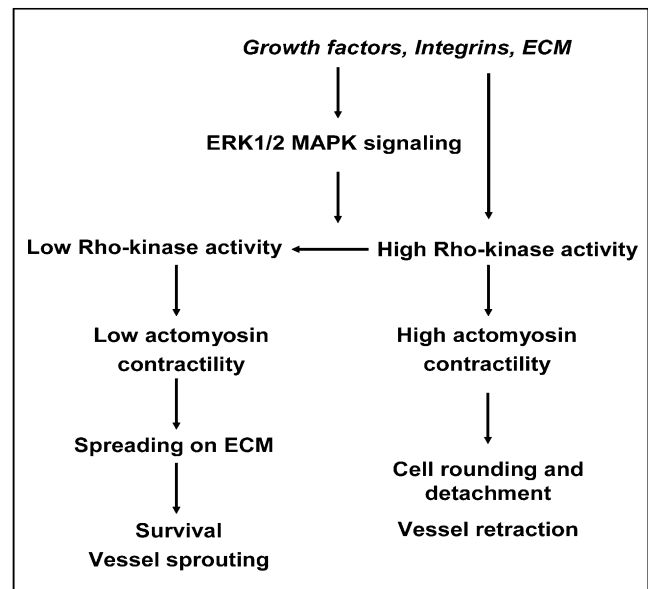 Growth factors, Integrins, ECM
ERK1/2 MAPK signaling
Low Rho-kinase activity
High Rho-kinase activity
Low actomyosin
contractility
High actomyosin
contractility
Spreading on ECM
Cell rounding and
detachment
Survival
Vessel sprouting
Vessel retraction